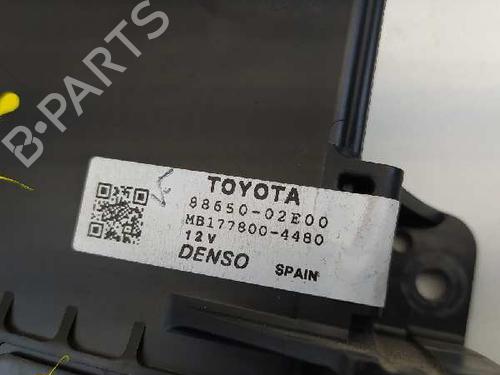 B-PARTS
TOYOTA
88650-02E00
MB177800-4480
12V
DENSO
SPAIN